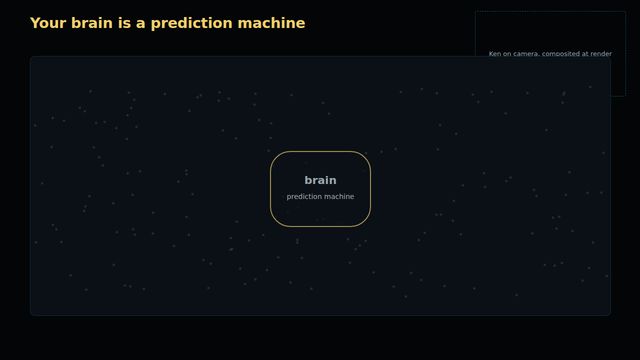 Your brain is a prediction machine
Ken on camera, composited at render
brain
prediction machine